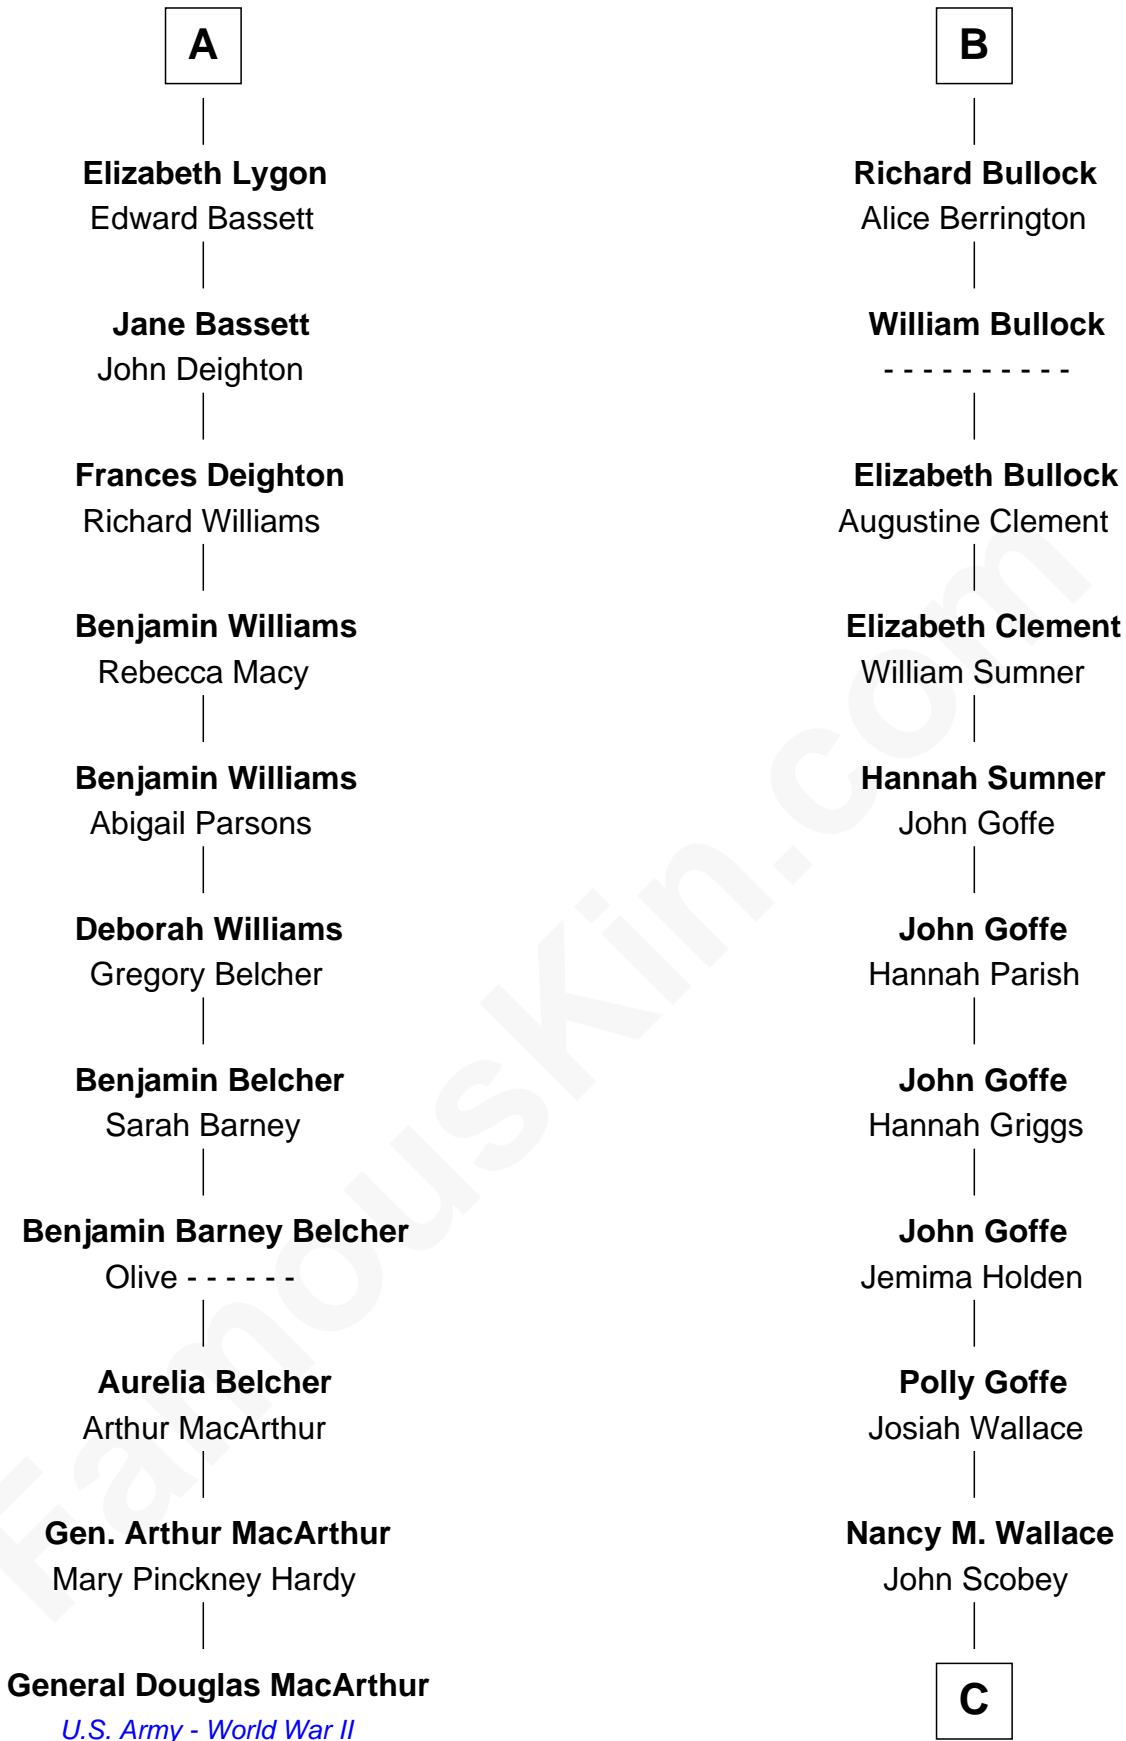 A
Elizabeth Lygon
Edward Bassett
Jane Bassett
John Deighton
Frances Deighton
Richard Williams
Benjamin Williams
Rebecca Macy
Benjamin Williams
Abigail Parsons
Deborah Williams
Gregory Belcher
Benjamin Belcher
Sarah Barney
Benjamin Barney Belcher
Olive - - - - - -
Aurelia Belcher
Arthur MacArthur
Gen. Arthur MacArthur
Mary Pinckney Hardy
General Douglas MacArthur
U.S. Army - World War II
B
Richard Bullock
Alice Berrington
William Bullock
- - - - - - - - - -
Elizabeth Bullock
Augustine Clement
Elizabeth Clement
William Sumner
Hannah Sumner
John Goffe
John Goffe
Hannah Parish
John Goffe
Hannah Griggs
John Goffe
Jemima Holden
Polly Goffe
Josiah Wallace
Nancy M. Wallace
John Scobey
C
FamousKin.com